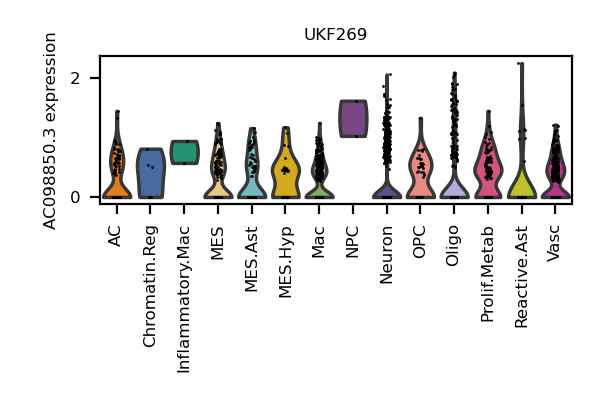 UKF269
AC098850.3 expression
2
0
AC
Chromatin.Reg
Inflammatory.Mac
MES
MES.Ast
MES.Hyp
Mac
NPC
Neuron
OPC
Oligo
Prolif.Metab
Reactive.Ast
Vasc